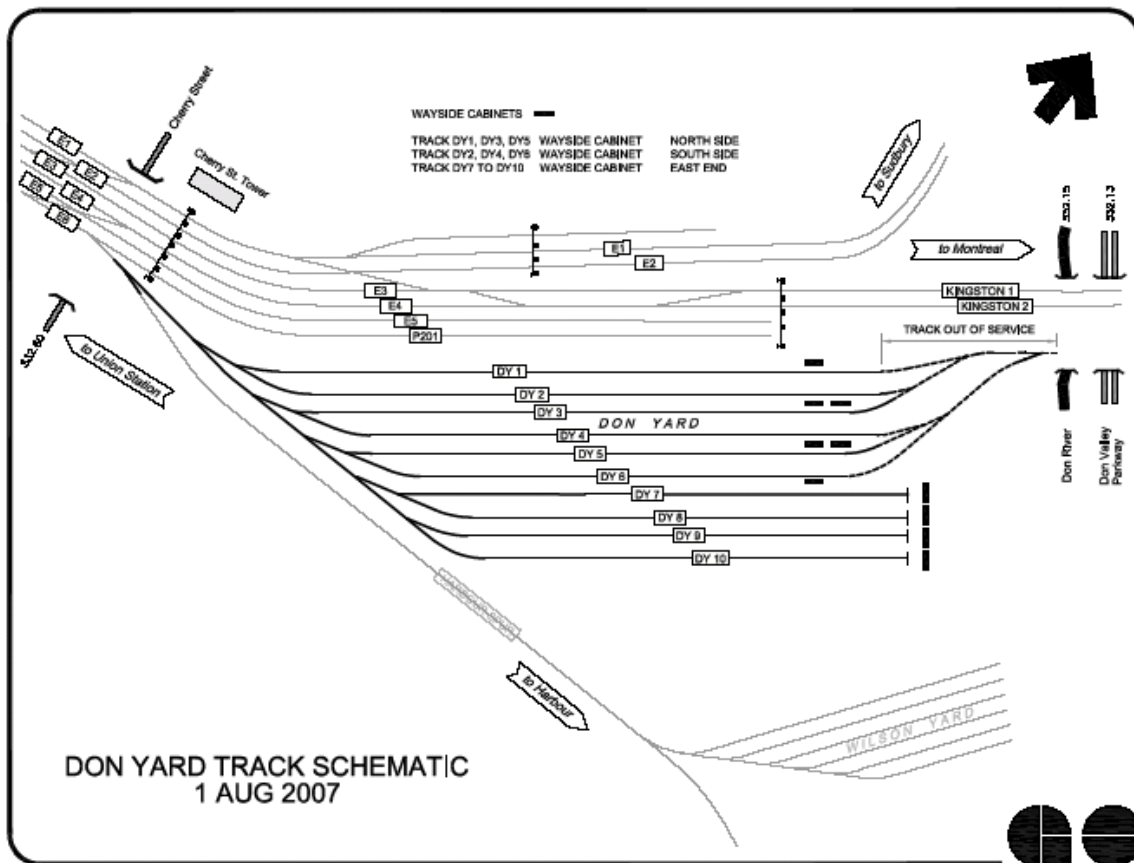 WAYSIDE CABINETS
TRACK DY1, DY3, DY5 WAYSIDE CABINET NORTH SIDE
TRACK DY2, DY4, DY6 WAYSIDE CABINET SOUTH SIDE
TRACK DY7 TO DY10 WAYSIDE CABINET EAST END
Cherry Street
Cherry St. Tower
E1
E2
E3
E4
E5
E6
to Sudbury
332.15
332.13
to Montreal
E1
E2
E3
E4
E5
P201
KINGSTON 1
KINGSTON 2
TRACK OUT OF SERVICE
332.60
to Union Station
DY 1
DY 2
DY 3
DON YARD
DY 4
DY 5
DY 6
DY 7
DY 8
DY 9
DY 10
Don River
Don Valley
Parkway
to Harbour
WILSON YARD
DON YARD TRACK SCHEMATIC
1 AUG 2007